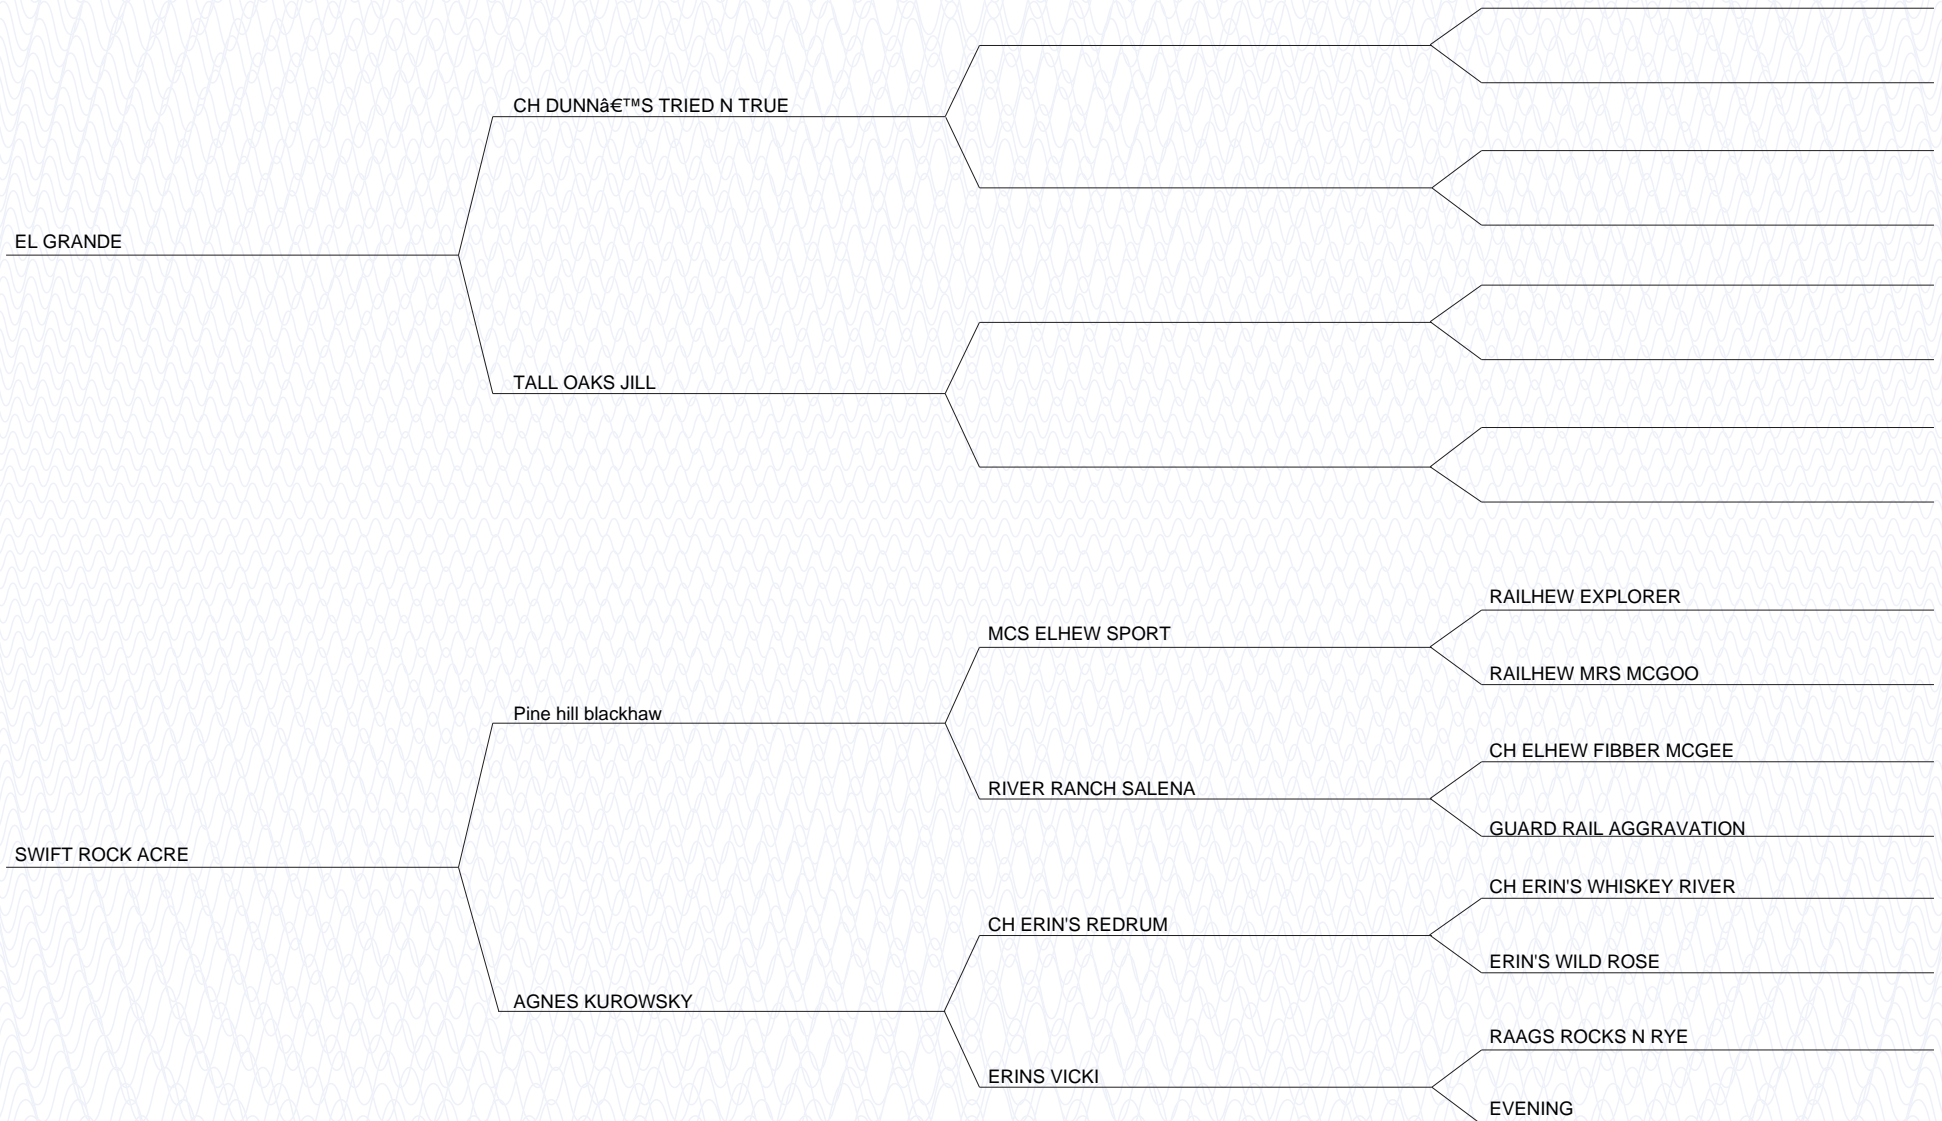 CH DUNNâ€™S TRIED N TRUE
EL GRANDE
TALL OAKS JILL
RAILHEW EXPLORER
MCS ELHEW SPORT
RAILHEW MRS MCGOO
Pine hill blackhaw
CH ELHEW FIBBER MCGEE
RIVER RANCH SALENA
GUARD RAIL AGGRAVATION
SWIFT ROCK ACRE
CH ERIN'S WHISKEY RIVER
CH ERIN'S REDRUM
ERIN'S WILD ROSE
AGNES KUROWSKY
RAAGS ROCKS N RYE
ERINS VICKI
EVENING